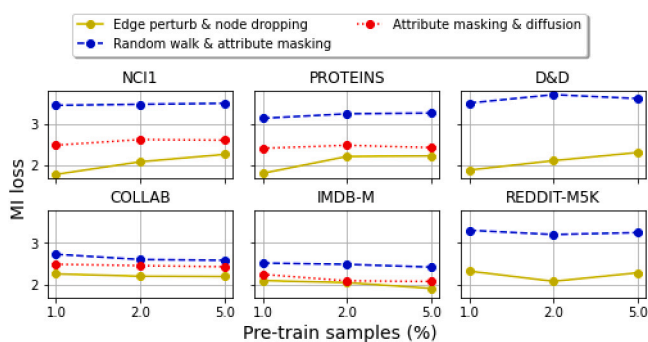 Edge perturb & node dropping
Attribute masking & diffusion
Random walk & attribute masking
NCI1
PROTEINS
D&D
3
2
MI loss
COLLAB
IMDB-M
REDDIT-M5K
3
2
1.0 2.0 5.0 1.0 2.0 5.0 1.0 2.0 5.0
Pre-train samples (%)